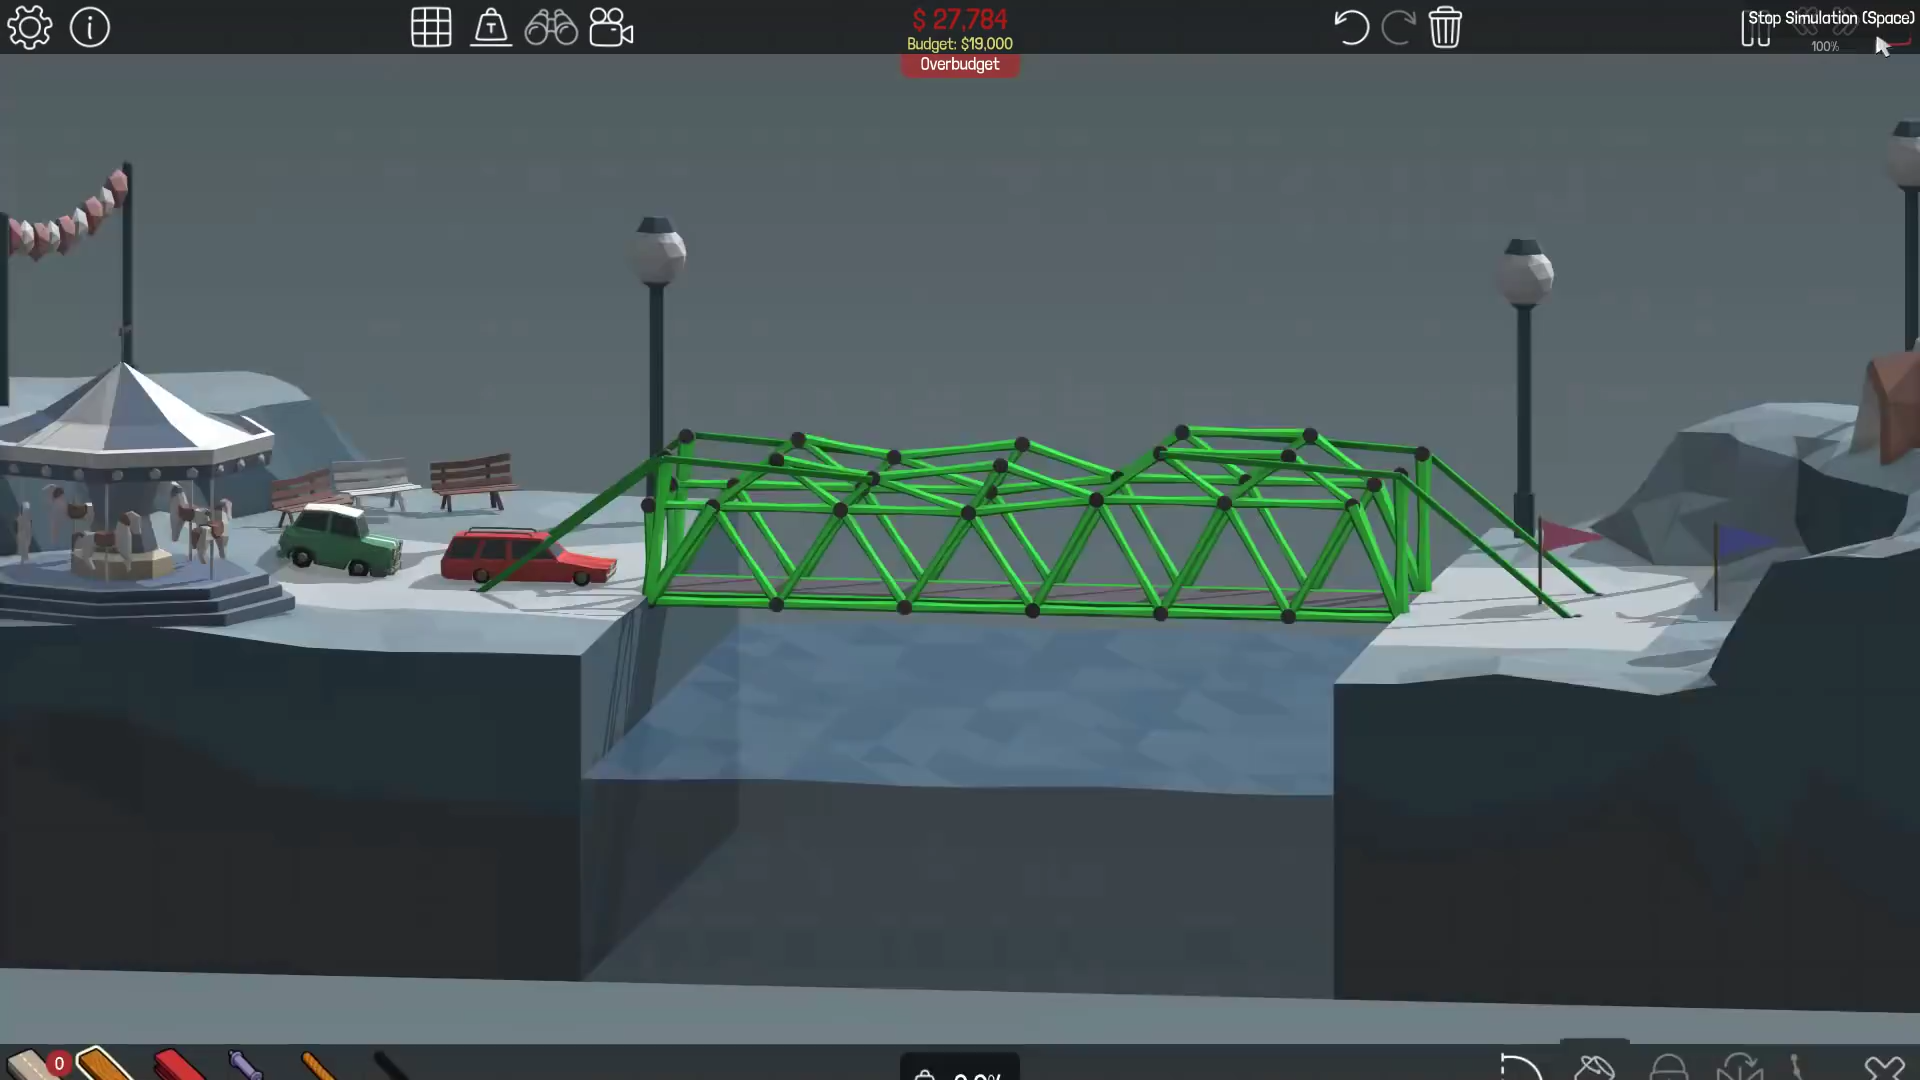 $ 27,784
Budget: $19,000
Overbudget
Stop Simulation (Space)
100%
0